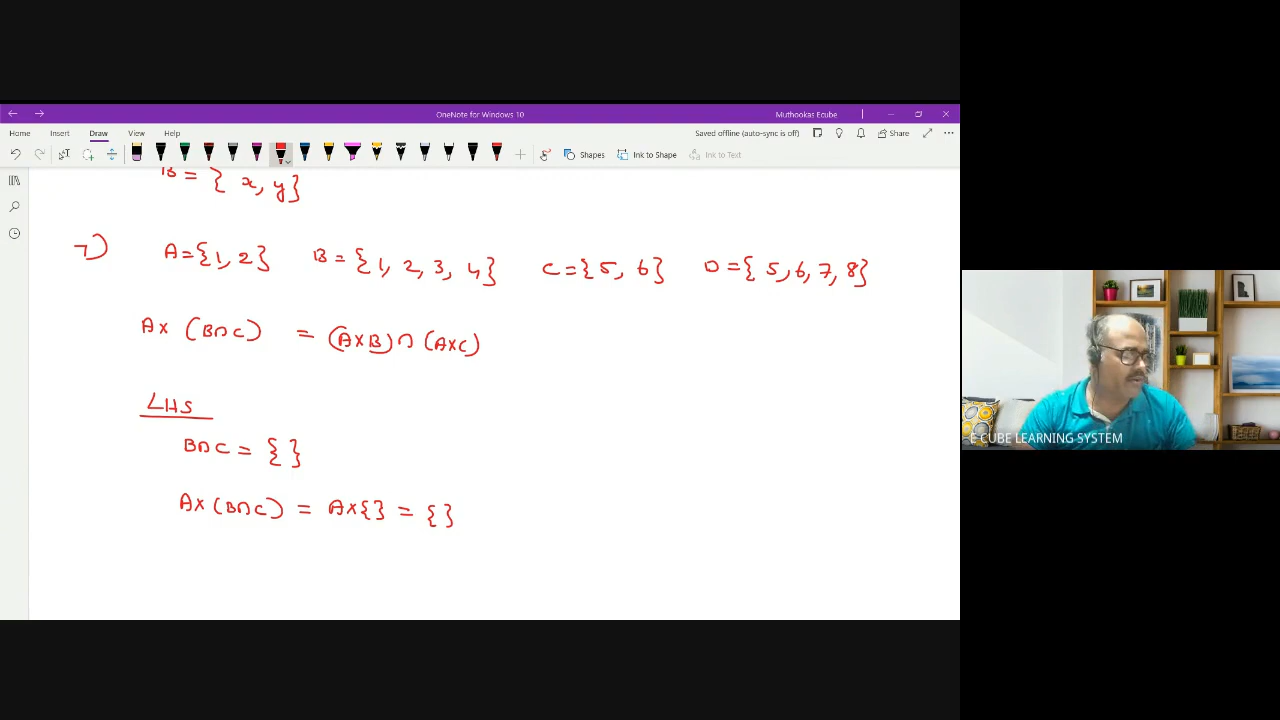 OneNote for Windows 10
Muthookas Ecube
Home Insert Draw View Help
Saved offline (auto-sync is off)
Share
Shapes
Ink to Shape
Ink to Text
B = { x, y}
7) A={1, 2} B = {1, 2, 3, 4} C = {5, 6} D = { 5, 6, 7, 8}
A× (B∩C) = (A×B) ∩ (A×C)
LHS
B∩C = { }
A× (B∩C) = A×{} = { }
E CUBE LEARNING SYSTEM